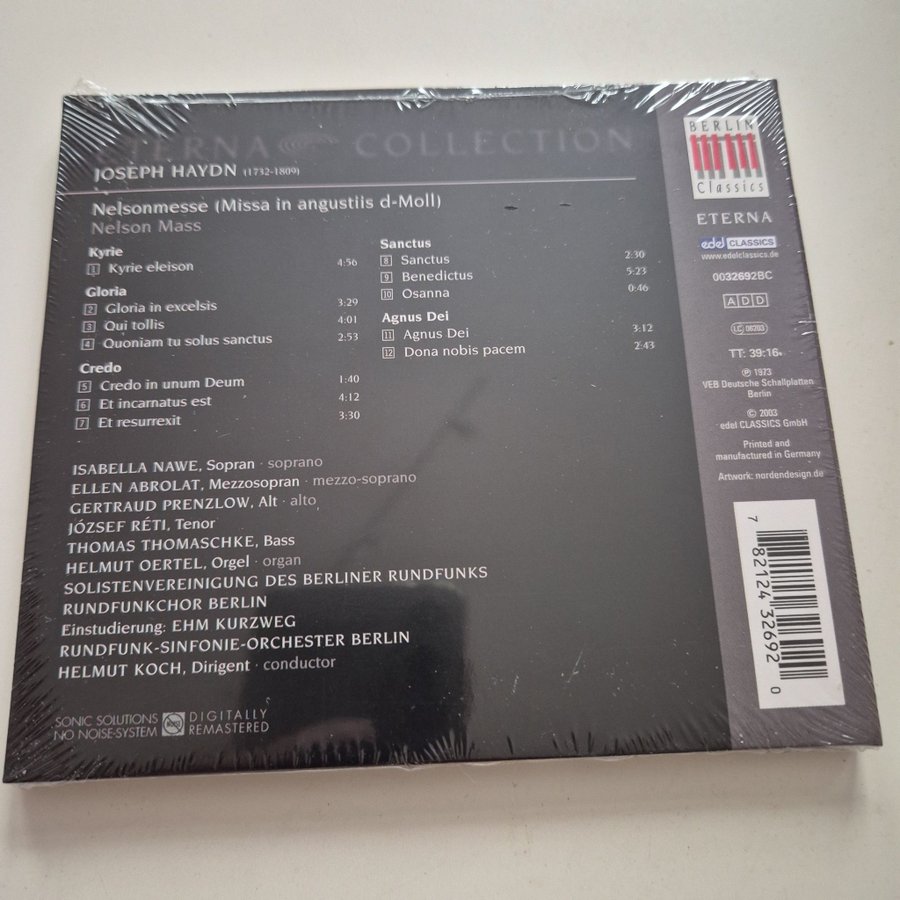 ETERNA COLLECTION
JOSEPH HAYDN (1732-1809)
Nelsonmesse (Missa in angustiis d-Moll)
Nelson Mass
Kyrie
1 Kyrie eleison 4:56
Gloria
2 Gloria in excelsis 3:29
3 Qui tollis 4:01
4 Quoniam tu solus sanctus 2:53
Credo
5 Credo in unum Deum 1:40
6 Et incarnatus est 4:12
7 Et resurrexit 3:30
Sanctus
8 Sanctus 2:30
9 Benedictus 5:23
10 Osanna 0:46
Agnus Dei
11 Agnus Dei 3:12
12 Dona nobis pacem 2:43
ISABELLA NAWE, Sopran · soprano
ELLEN ABROLAT, Mezzosopran · mezzo-soprano
GERTRAUD PRENZLOW, Alt · alto
JÓZSEF RÉTI, Tenor
THOMAS THOMASCHKE, Bass
HELMUT OERTEL, Orgel · organ
SOLISTENVEREINIGUNG DES BERLINER RUNDFUNKS
RUNDFUNKCHOR BERLIN
Einstudierung: EHM KURZWEG
RUNDFUNK-SINFONIE-ORCHESTER BERLIN
HELMUT KOCH, Dirigent · conductor
SONIC SOLUTIONS
NO NOISE-SYSTEM
DIGITALLY
REMASTERED
BERLIN
Classics
ETERNA
edel CLASSICS
www.edelclassics.de
0032692BC
ADD
LC 06203
TT: 39:16
℗ 1973
VEB Deutsche Schallplatten
Berlin
© 2003
edel CLASSICS GmbH
Printed and
manufactured in Germany
Artwork: nordendesign.de
7 82124 32692 0